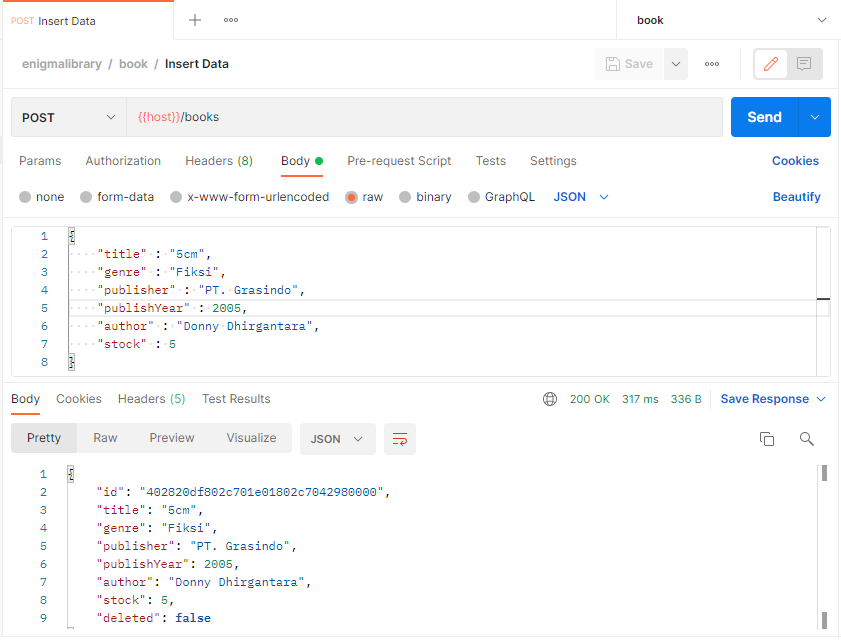 POST Insert Data
book
enigmalibrary / book / Insert Data
Save
POST {{host}}/books Send
Params Authorization Headers (8) Body Pre-request Script Tests Settings Cookies
none form-data x-www-form-urlencoded raw binary GraphQL JSON Beautify
1 {
2 "title" : "5cm",
3 "genre" : "Fiksi",
4 "publisher" : "PT. Grasindo",
5 "publishYear" : 2005,
6 "author" : "Donny Dhirgantara",
7 "stock" : 5
8 }
Body Cookies Headers (5) Test Results 200 OK 317 ms 336 B Save Response
Pretty Raw Preview Visualize JSON
1 {
2 "id": "402820df802c701e01802c7042980000",
3 "title": "5cm",
4 "genre": "Fiksi",
5 "publisher": "PT. Grasindo",
6 "publishYear": 2005,
7 "author": "Donny Dhirgantara",
8 "stock": 5,
9 "deleted": false